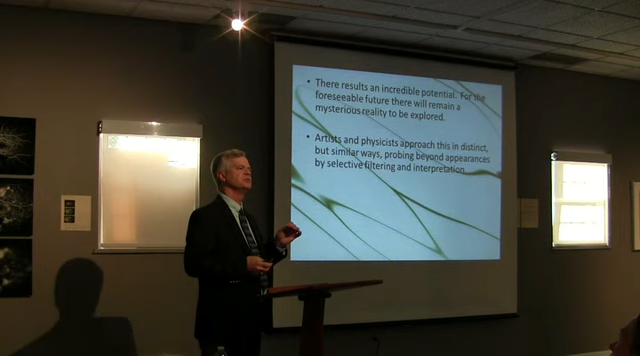 • There results an incredible potential. For the
foreseeable future there will remain a
mysterious reality to be explored.
• Artists and physicists approach this in distinct,
but similar ways, probing beyond appearances
by selective filtering and interpretation.